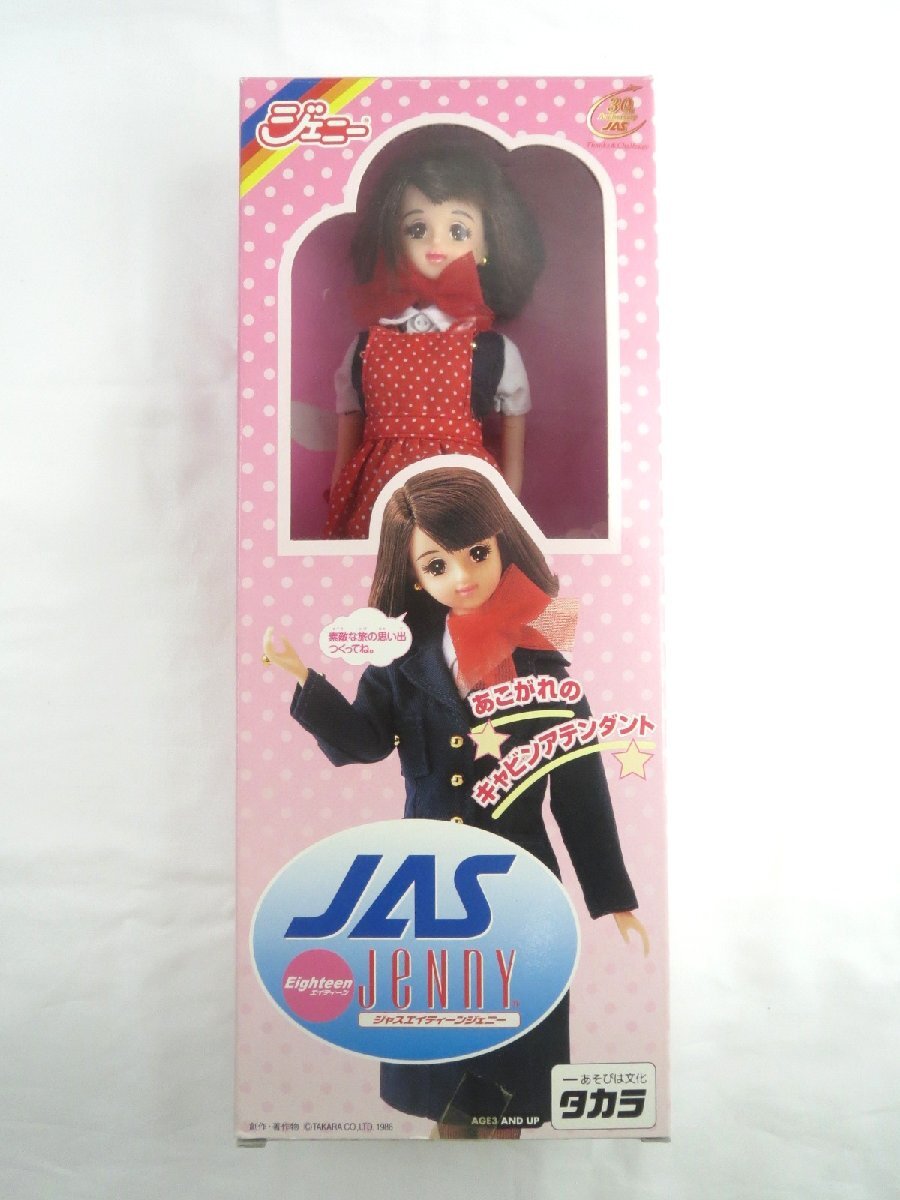 ジェニー
30th
Anniversary
JAS
Thanks & Challenge
素敵な旅の思い出
つくってね。
あこがれの
キャビンアテンダント
JAS
Eighteen
エイティーン
JeNNY
ジャスエイティーンジェニー
あそびは文化
タカラ
AGE3 AND UP
創作・著作物 ©TAKARA CO.,LTD. 1986